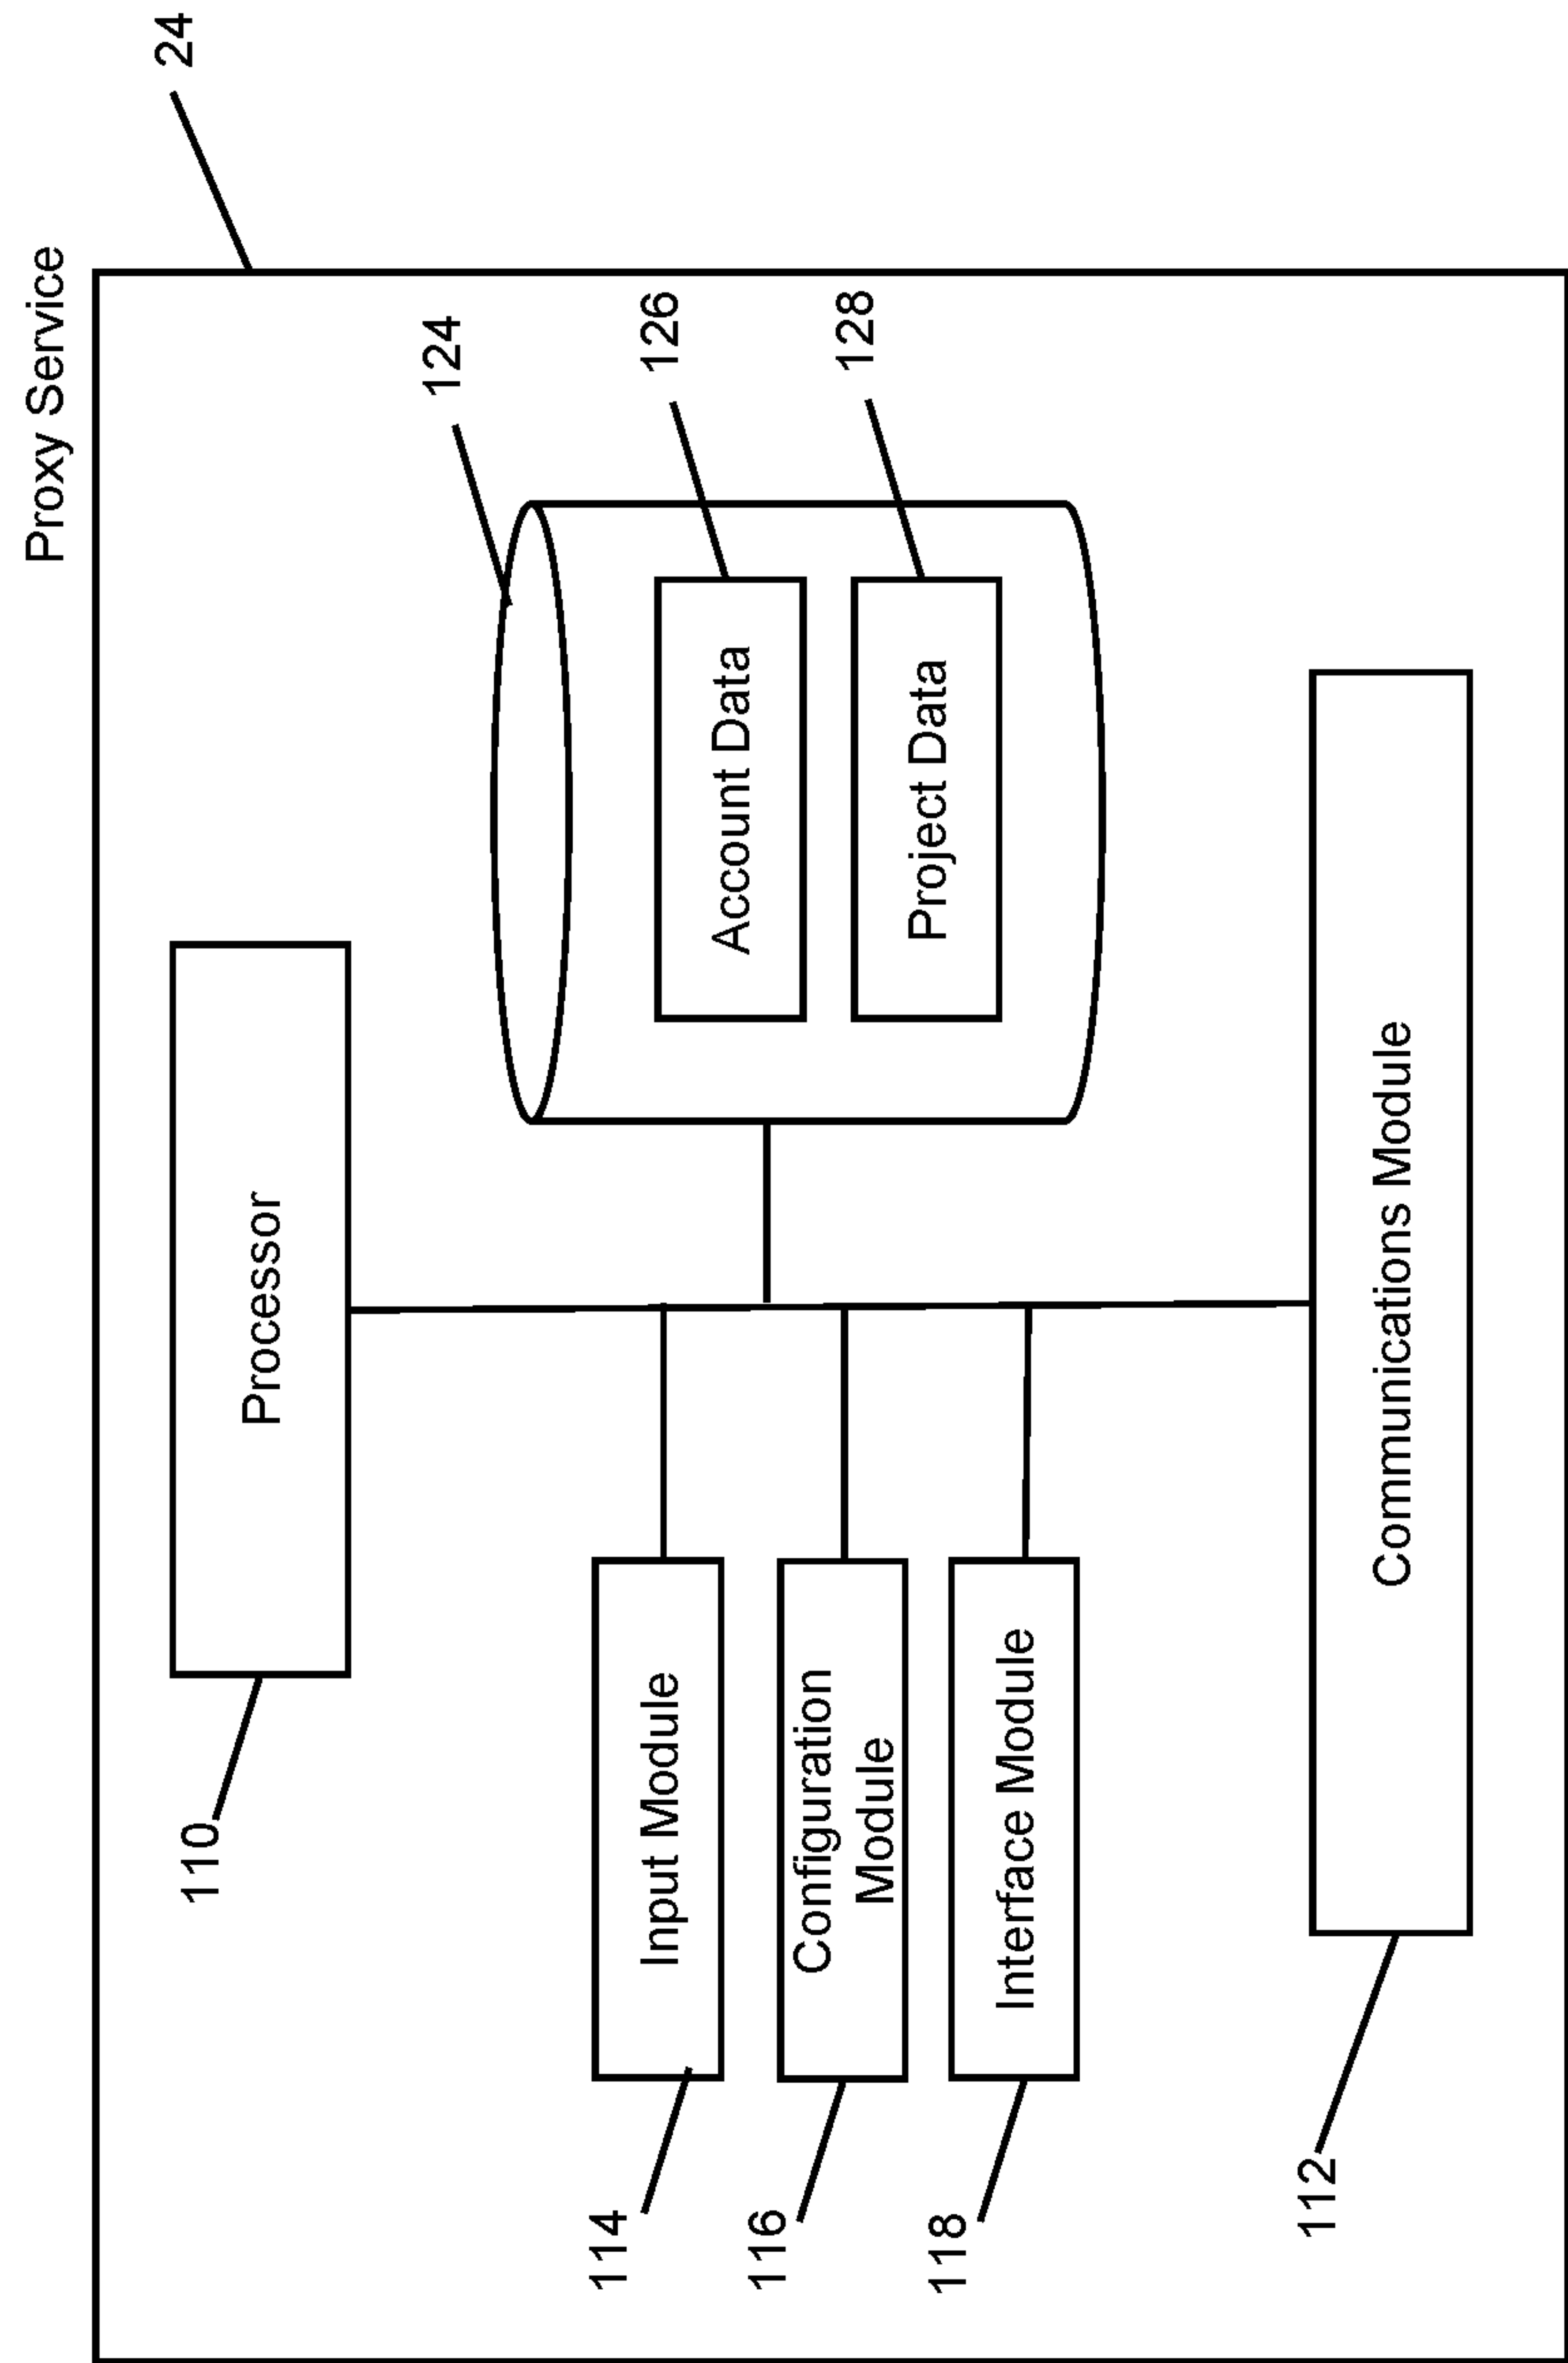 Proxy Service
24
110
Processor
124
114
Input Module
Account Data
126
116
Configuration
Module
Project Data
128
118
Interface Module
112
Communications Module